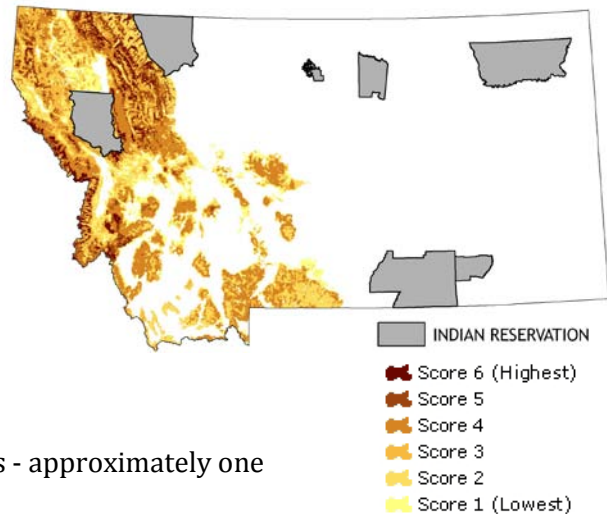 INDIAN RESERVATION
Score 6 (Highest)
Score 5
Score 4
Score 3
s - approximately one
Score 2
Score 1 (Lowest)